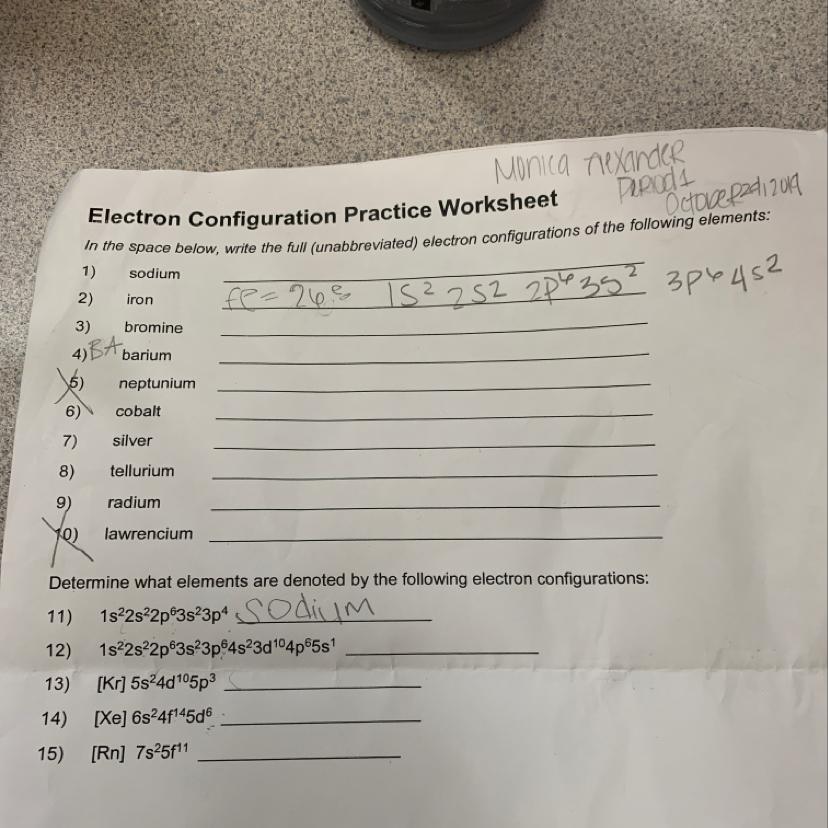 Monica Alexander
Period 1
October 2nd, 2019
Electron Configuration Practice Worksheet
In the space below, write the full (unabbreviated) electron configurations of the following elements:
1) sodium
2) iron fe = 26 1s² 2s2 2p⁶ 3s² 3p⁶ 4s²
3) bromine
4) BA barium
5) neptunium
6) cobalt
7) silver
8) tellurium
9) radium
10) lawrencium
Determine what elements are denoted by the following electron configurations:
11) 1s²2s²2p⁶3s²3p⁴ Sodium
12) 1s²2s²2p⁶3s²3p⁶4s²3d¹⁰4p⁶5s¹
13) [Kr] 5s²4d¹⁰5p³
14) [Xe] 6s²4f¹⁴5d⁶
15) [Rn] 7s²5f¹¹